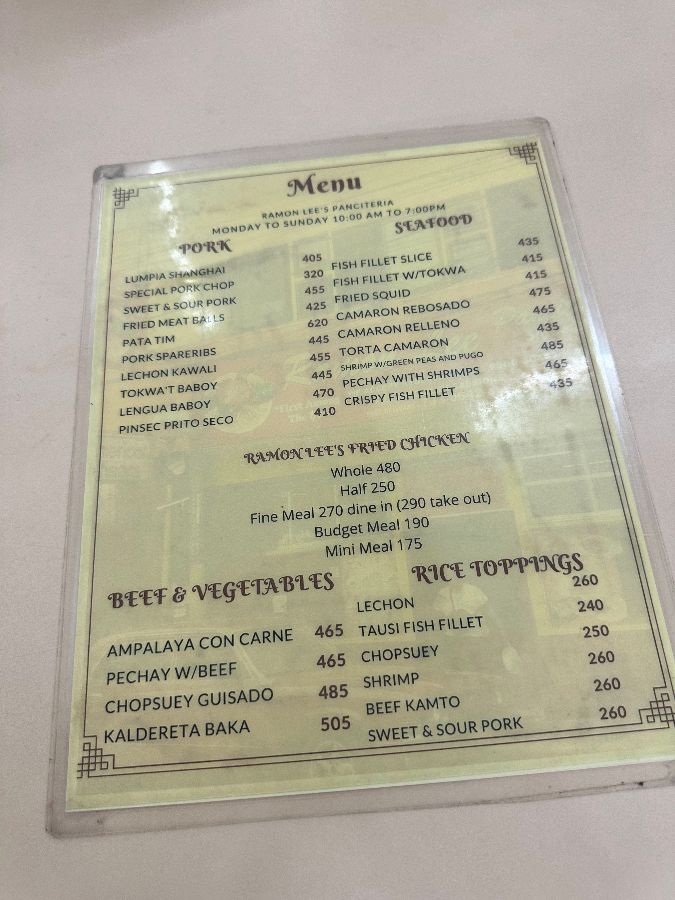 Menu
RAMON LEE'S PANCITERIA
MONDAY TO SUNDAY 10:00 AM TO 7:00PM
PORK
LUMPIA SHANGHAI 405
SPECIAL PORK CHOP 320
SWEET & SOUR PORK 455
FRIED MEAT BALLS 425
PATA TIM 620
PORK SPARERIBS 445
LECHON KAWALI 455
TOKWA'T BABOY 445
LENGUA BABOY 470
PINSEC PRITO SECO 410
SEAFOOD
FISH FILLET SLICE 435
FISH FILLET W/TOKWA 415
FRIED SQUID 415
CAMARON REBOSADO 475
CAMARON RELLENO 465
TORTA CAMARON 435
SHRIMP W/GREEN PEAS AND PUGO 485
PECHAY WITH SHRIMPS 465
CRISPY FISH FILLET 435
RAMON LEE'S FRIED CHICKEN
Whole 480
Half 250
Fine Meal 270 dine in (290 take out)
Budget Meal 190
Mini Meal 175
BEEF & VEGETABLES
AMPALAYA CON CARNE 465
PECHAY W/BEEF 465
CHOPSUEY GUISADO 485
KALDERETA BAKA 505
RICE TOPPINGS
LECHON 260
TAUSI FISH FILLET 240
CHOPSUEY 250
SHRIMP 260
BEEF KAMTO 260
SWEET & SOUR PORK 260